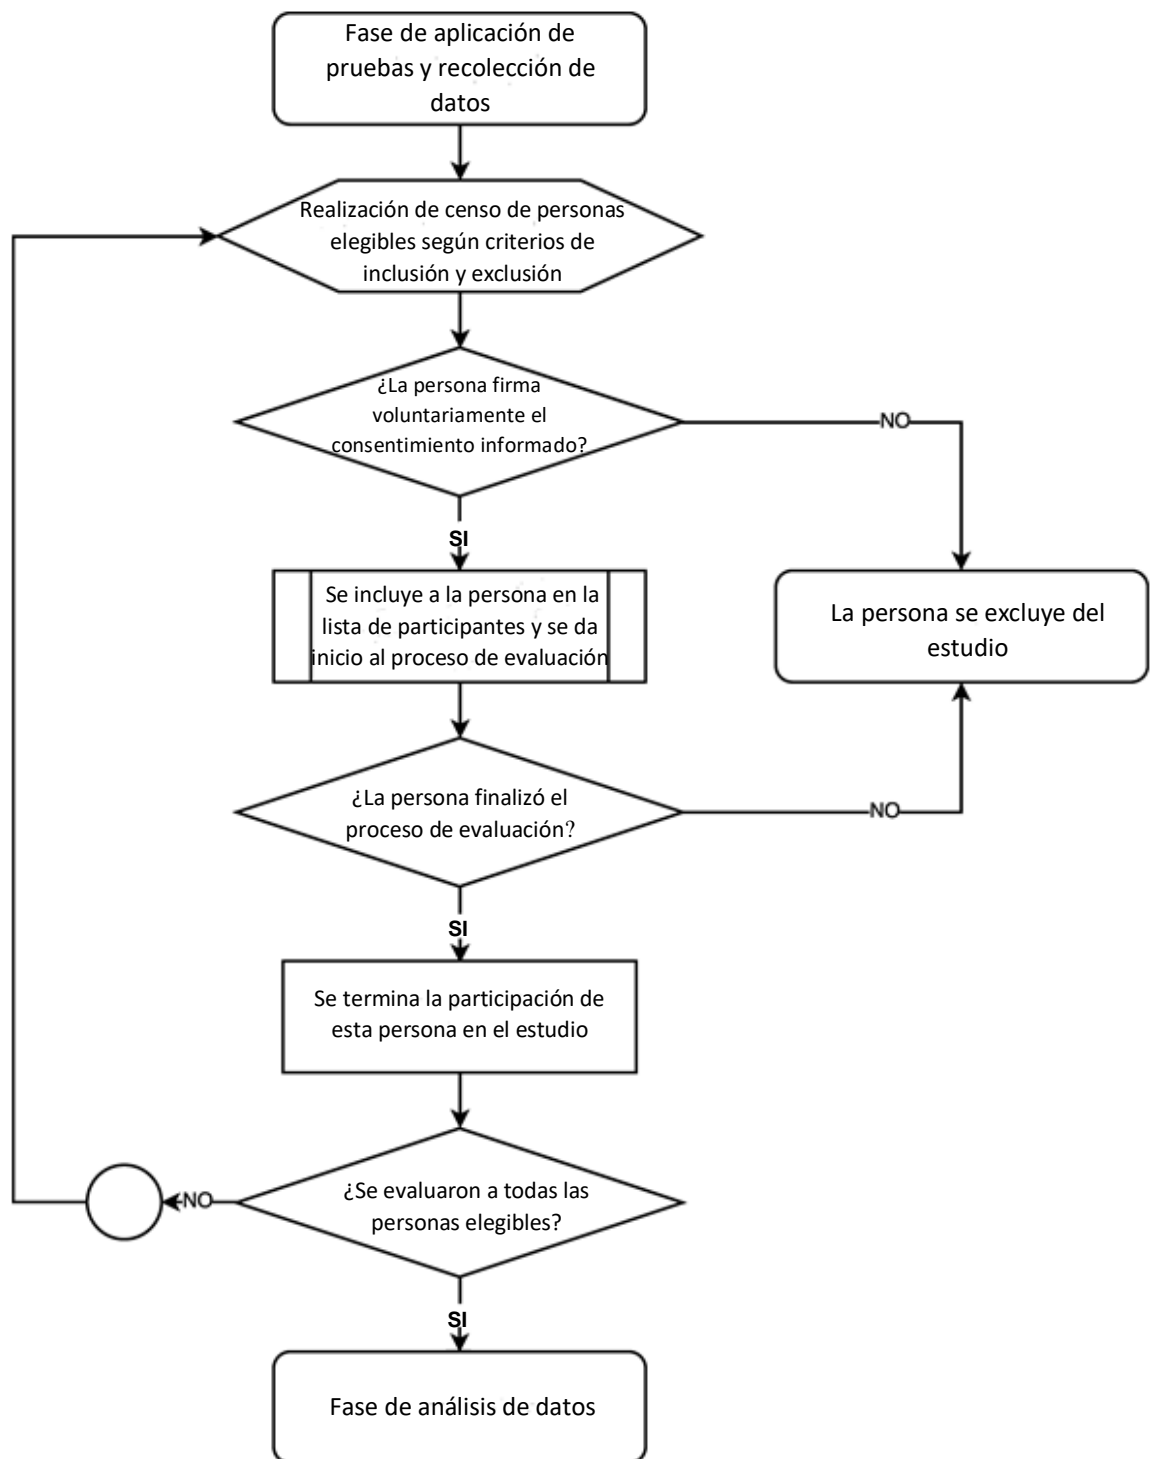 Fase de aplicación de
pruebas y recolección de
datos
Realización de censo de personas
elegibles según criterios de
inclusión y exclusión
¿La persona firma
voluntariamente el
consentimiento informado?
NO
SI
Se incluye a la persona en la
lista de participantes y se da
inicio al proceso de evaluación
La persona se excluye del
estudio
¿La persona finalizó el
proceso de evaluación?
NO
SI
Se termina la participación de
esta persona en el estudio
¿Se evaluaron a todas las
personas elegibles?
NO
SI
Fase de análisis de datos